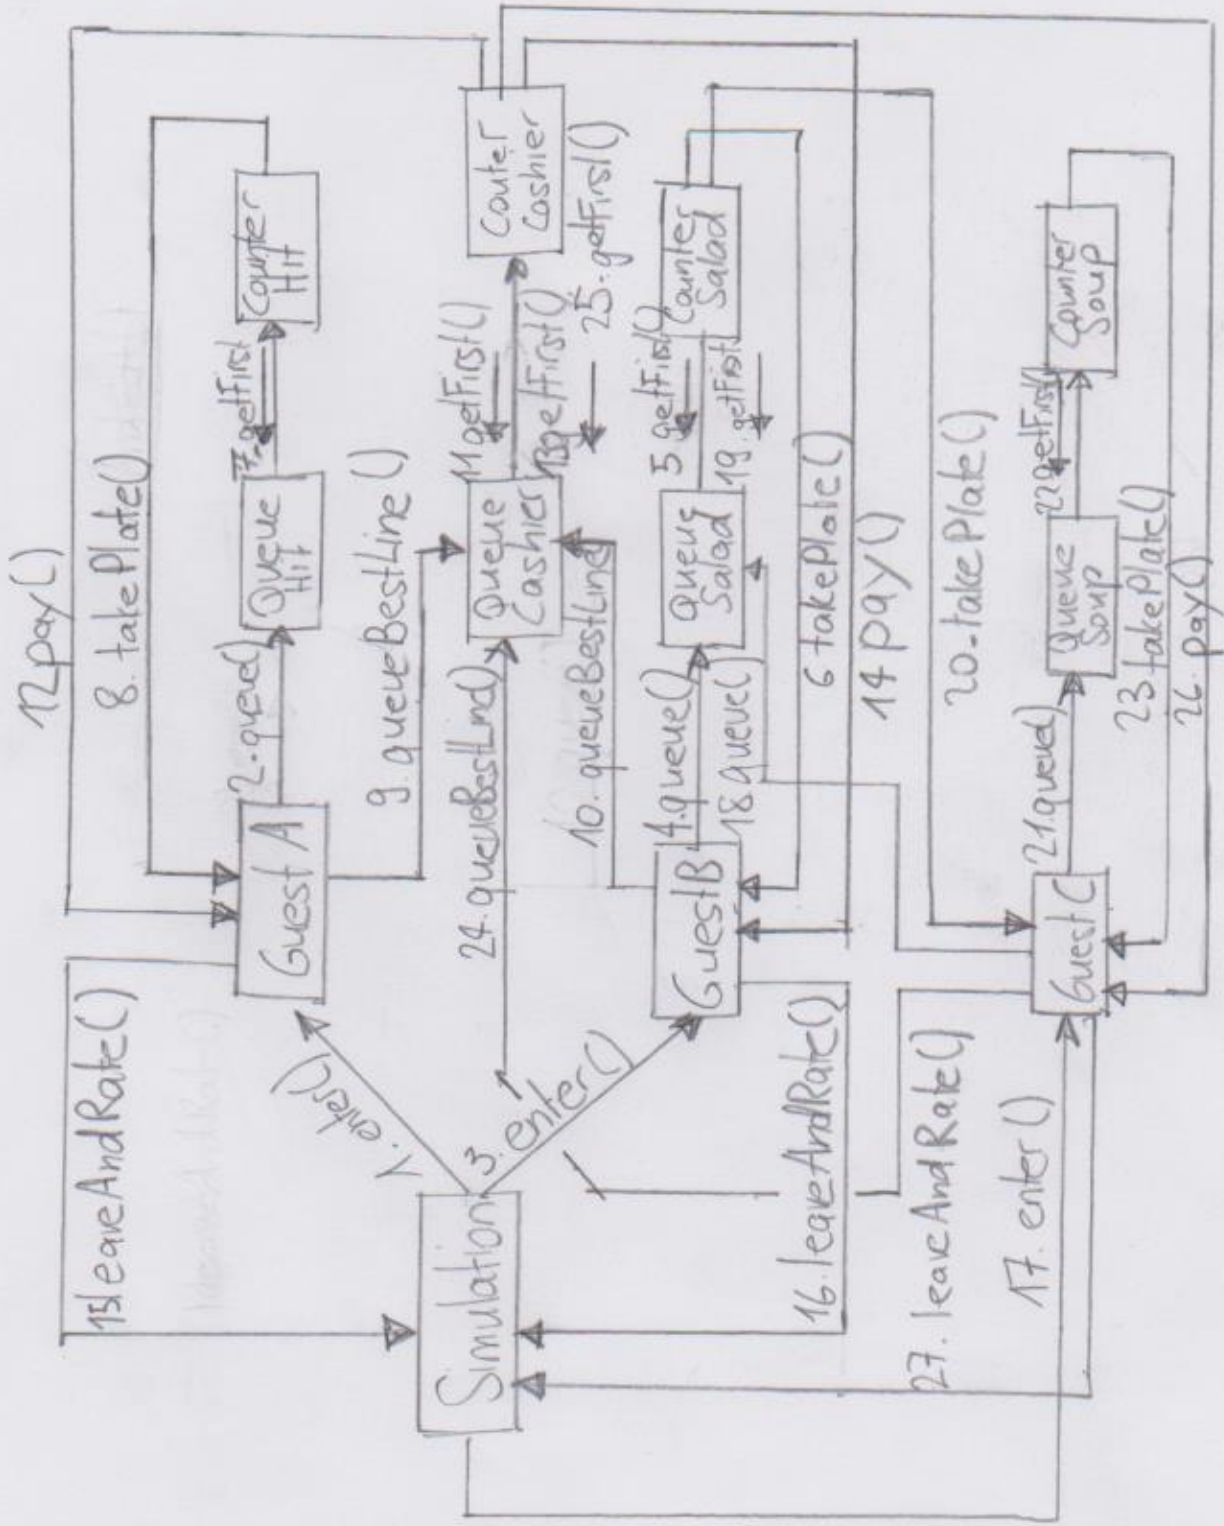 12 pay()
8. takePlate()
2. queue()
7. getFirst
Guest A
Queue
Hit
Counter
Hit
15 leaveAndRate()
1. enter()
9. queueBestLine()
11 getFirst()
Simulation
24. queueBestLine()
Queue
Cashier
13 getFirst()
Couter
Cashier
25. getFirst()
3. enter()
10. queueBestLine
4. queue()
5. getFirst()
Guest B
Queue
Salad
Counter
Salad
18. queue()
19. getFirst
16. leaveAndRate()
6 takePlate()
14 pay()
27. leaveAndRate()
20. takePlate()
17. enter()
21. queue()
22 getFirst()
Guest C
Queue
Soup
Counter
Soup
23. takePlate()
26. pay()